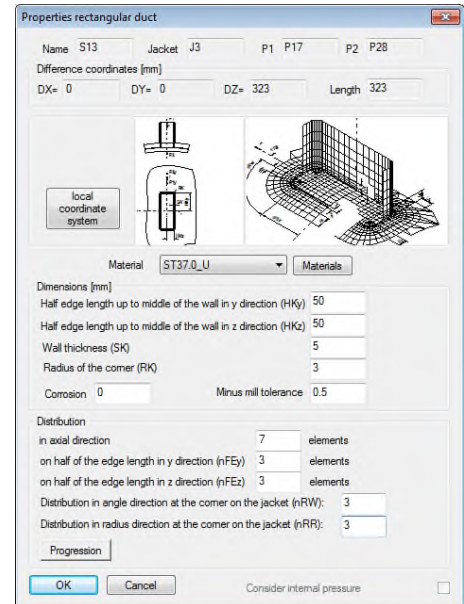 Properties rectangular duct
Name S13 Jacket J3 P1 P17 P2 P28
Difference coordinates [mm]
DX= 0 DY= 0 DZ= 323 Length 323
local
coordinate
system
Material ST37.0_U Materials
Dimensions [mm]
Half edge length up to middle of the wall in y direction (HKy) 50
Half edge length up to middle of the wall in z direction (HKz) 50
Wall thickness (SK) 5
Radius of the corner (RK) 3
Corrosion 0 Minus mill tolerance 0.5
Distribution
in axial direction 7 elements
on half of the edge length in y direction (nFEy) 3 elements
on half of the edge length in z direction (nFEz) 3 elements
Distribution in angle direction at the corner on the jacket (nRW): 3
Distribution in radius direction at the corner on the jacket (nRR): 3
Progression
OK Cancel Consider internal pressure